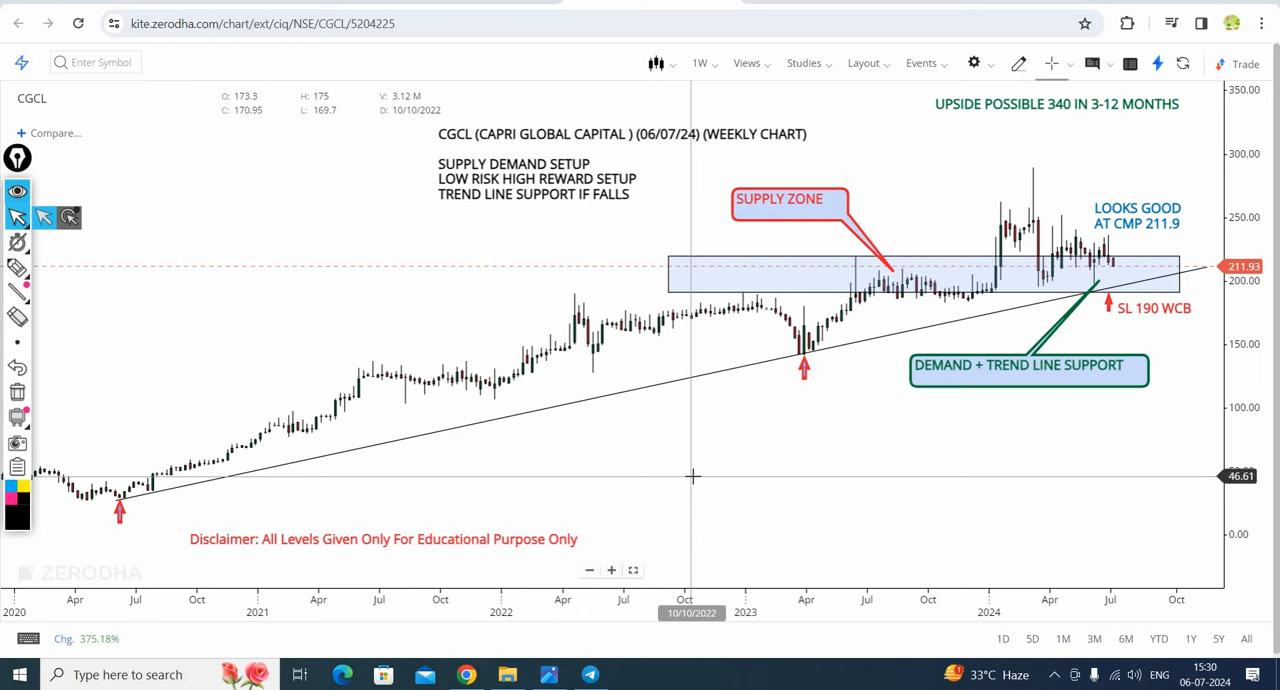 kite.zerodha.com/chart/ext/ciq/NSE/CGCL/5204225
Enter Symbol
1W
Views
Studies
Layout
Events
Trade
CGCL
O: 173.3 H: 175 V: 3.12 M
C: 170.95 L: 169.7 D: 10/10/2022
Compare...
UPSIDE POSSIBLE 340 IN 3-12 MONTHS
CGCL (CAPRI GLOBAL CAPITAL ) (06/07/24) (WEEKLY CHART)
SUPPLY DEMAND SETUP
LOW RISK HIGH REWARD SETUP
TREND LINE SUPPORT IF FALLS
SUPPLY ZONE
LOOKS GOOD
AT CMP 211.9
SL 190 WCB
DEMAND + TREND LINE SUPPORT
Disclaimer: All Levels Given Only For Educational Purpose Only
350.00
300.00
250.00
211.93
200.00
150.00
100.00
46.61
0.00
ZERODHA
Apr Jul Oct Apr Jul Oct Apr Jul Oct Apr Jul Oct Apr Jul Oct
2020 2021 2022 10/10/2022 2023 2024
Chg. 375.18%
1D 5D 1M 3M 6M YTD 1Y 5Y All
Type here to search
33°C Haze
ENG
15:30
06-07-2024